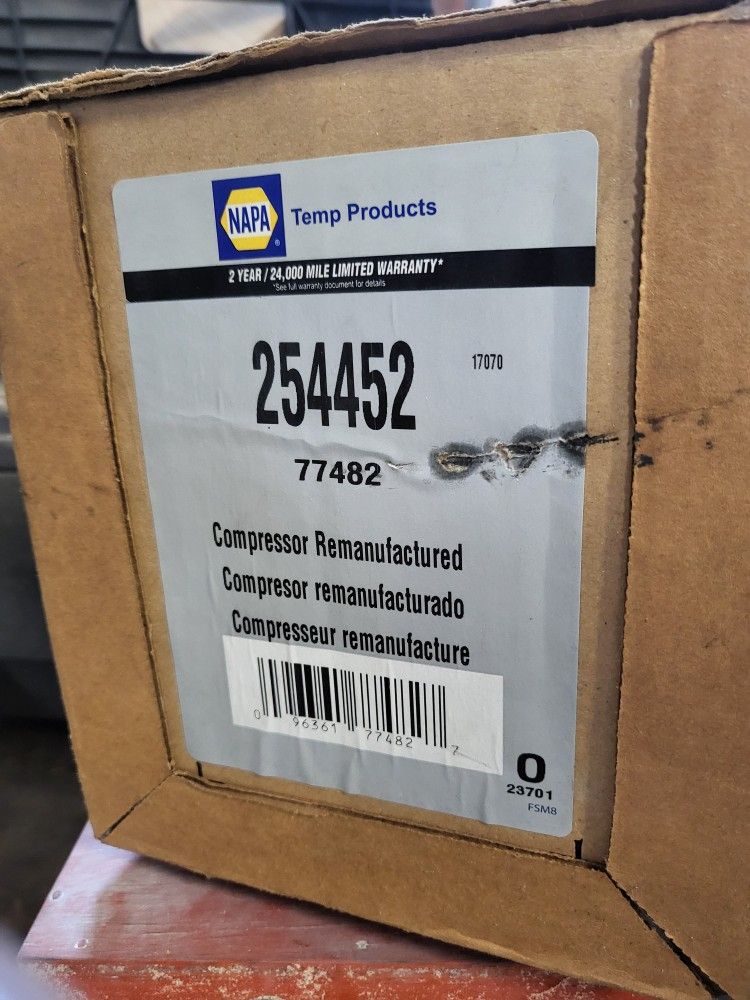 NAPA
®
Temp Products
2 YEAR / 24,000 MILE LIMITED WARRANTY*
*See full warranty document for details
254452
17070
77482
Compressor Remanufactured
Compresor remanufacturado
Compresseur remanufacture
0 96361 77482 7
O
23701
FSM8